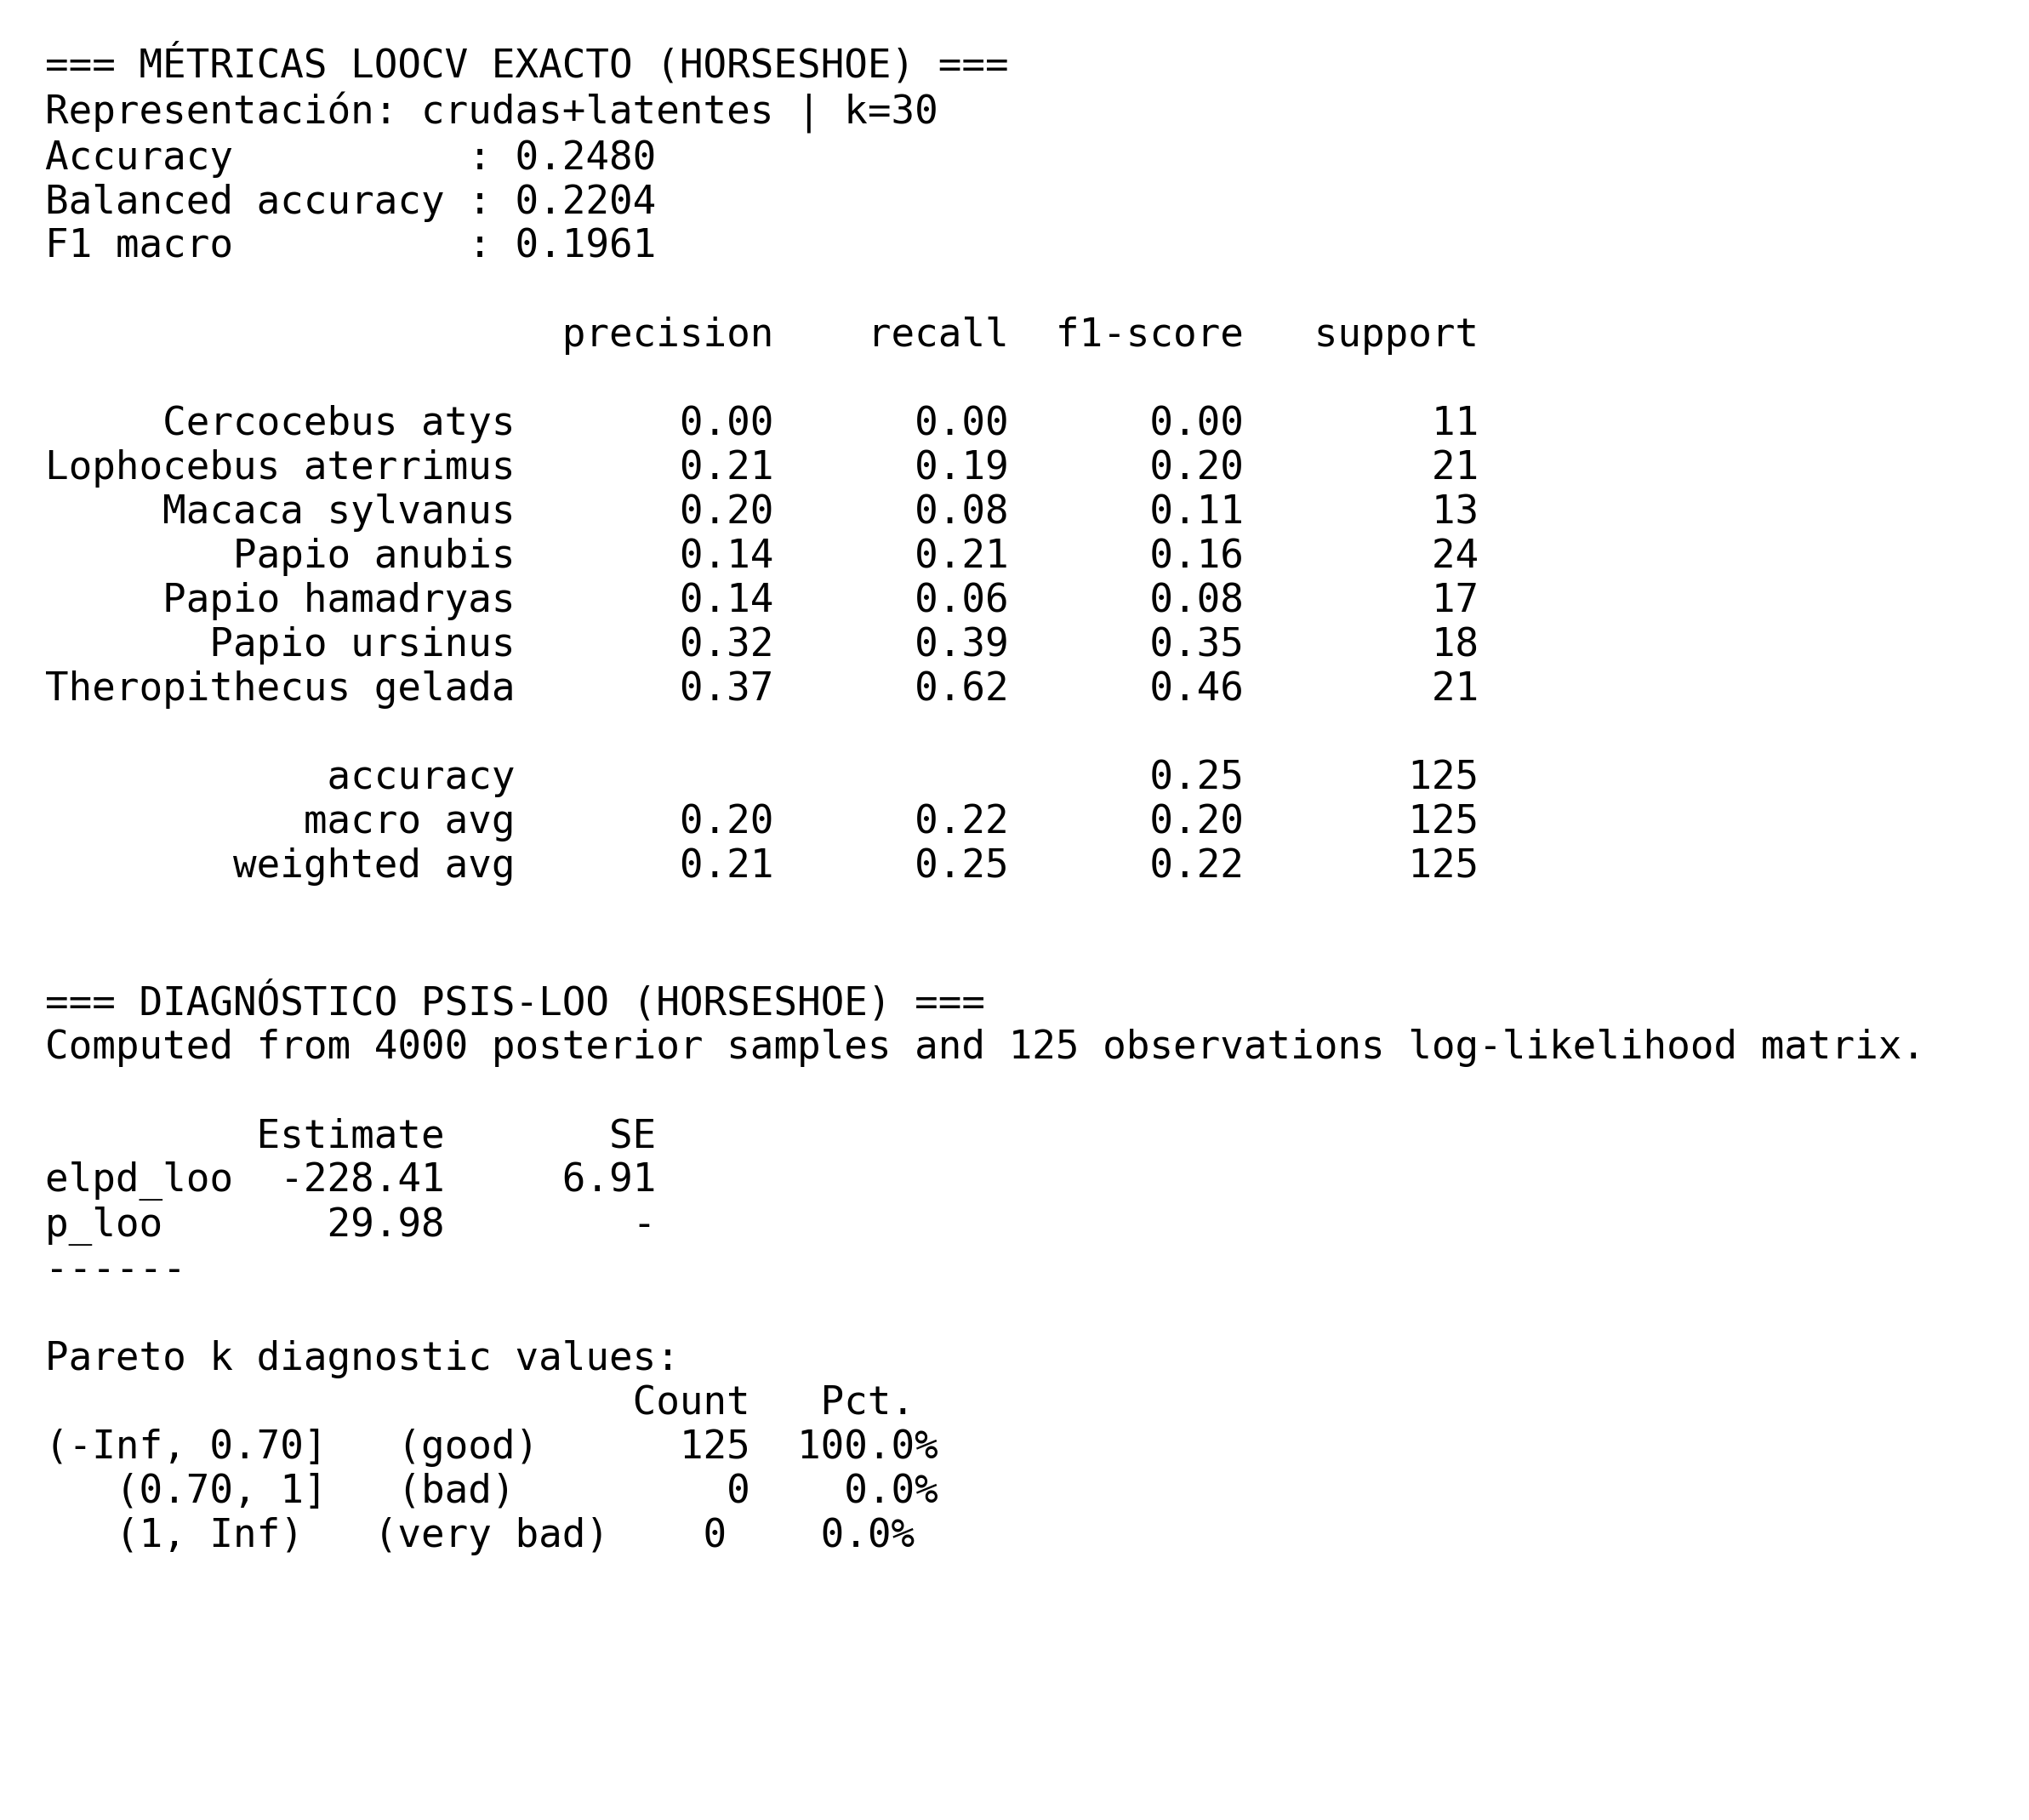 === MÉTRICAS LOOCV EXACTO (HORSESHOE) ===
Representación: crudas+latentes | k=30
Accuracy          : 0.2480
Balanced accuracy : 0.2204
F1 macro          : 0.1961
                      precision    recall  f1-score   support
     Cercocebus atys       0.00      0.00      0.00        11
Lophocebus aterrimus       0.21      0.19      0.20        21
     Macaca sylvanus       0.20      0.08      0.11        13
        Papio anubis       0.14      0.21      0.16        24
     Papio hamadryas       0.14      0.06      0.08        17
       Papio ursinus       0.32      0.39      0.35        18
Theropithecus gelada       0.37      0.62      0.46        21
            accuracy                           0.25       125
           macro avg       0.20      0.22      0.20       125
        weighted avg       0.21      0.25      0.22       125
=== DIAGNÓSTICO PSIS-LOO (HORSESHOE) ===
Computed from 4000 posterior samples and 125 observations log-likelihood matrix.
         Estimate       SE
elpd_loo  -228.41     6.91
p_loo       29.98        -
------
Pareto k diagnostic values:
                         Count   Pct.
(-Inf, 0.70]   (good)      125  100.0%
   (0.70, 1]   (bad)         0    0.0%
   (1, Inf)   (very bad)    0    0.0%